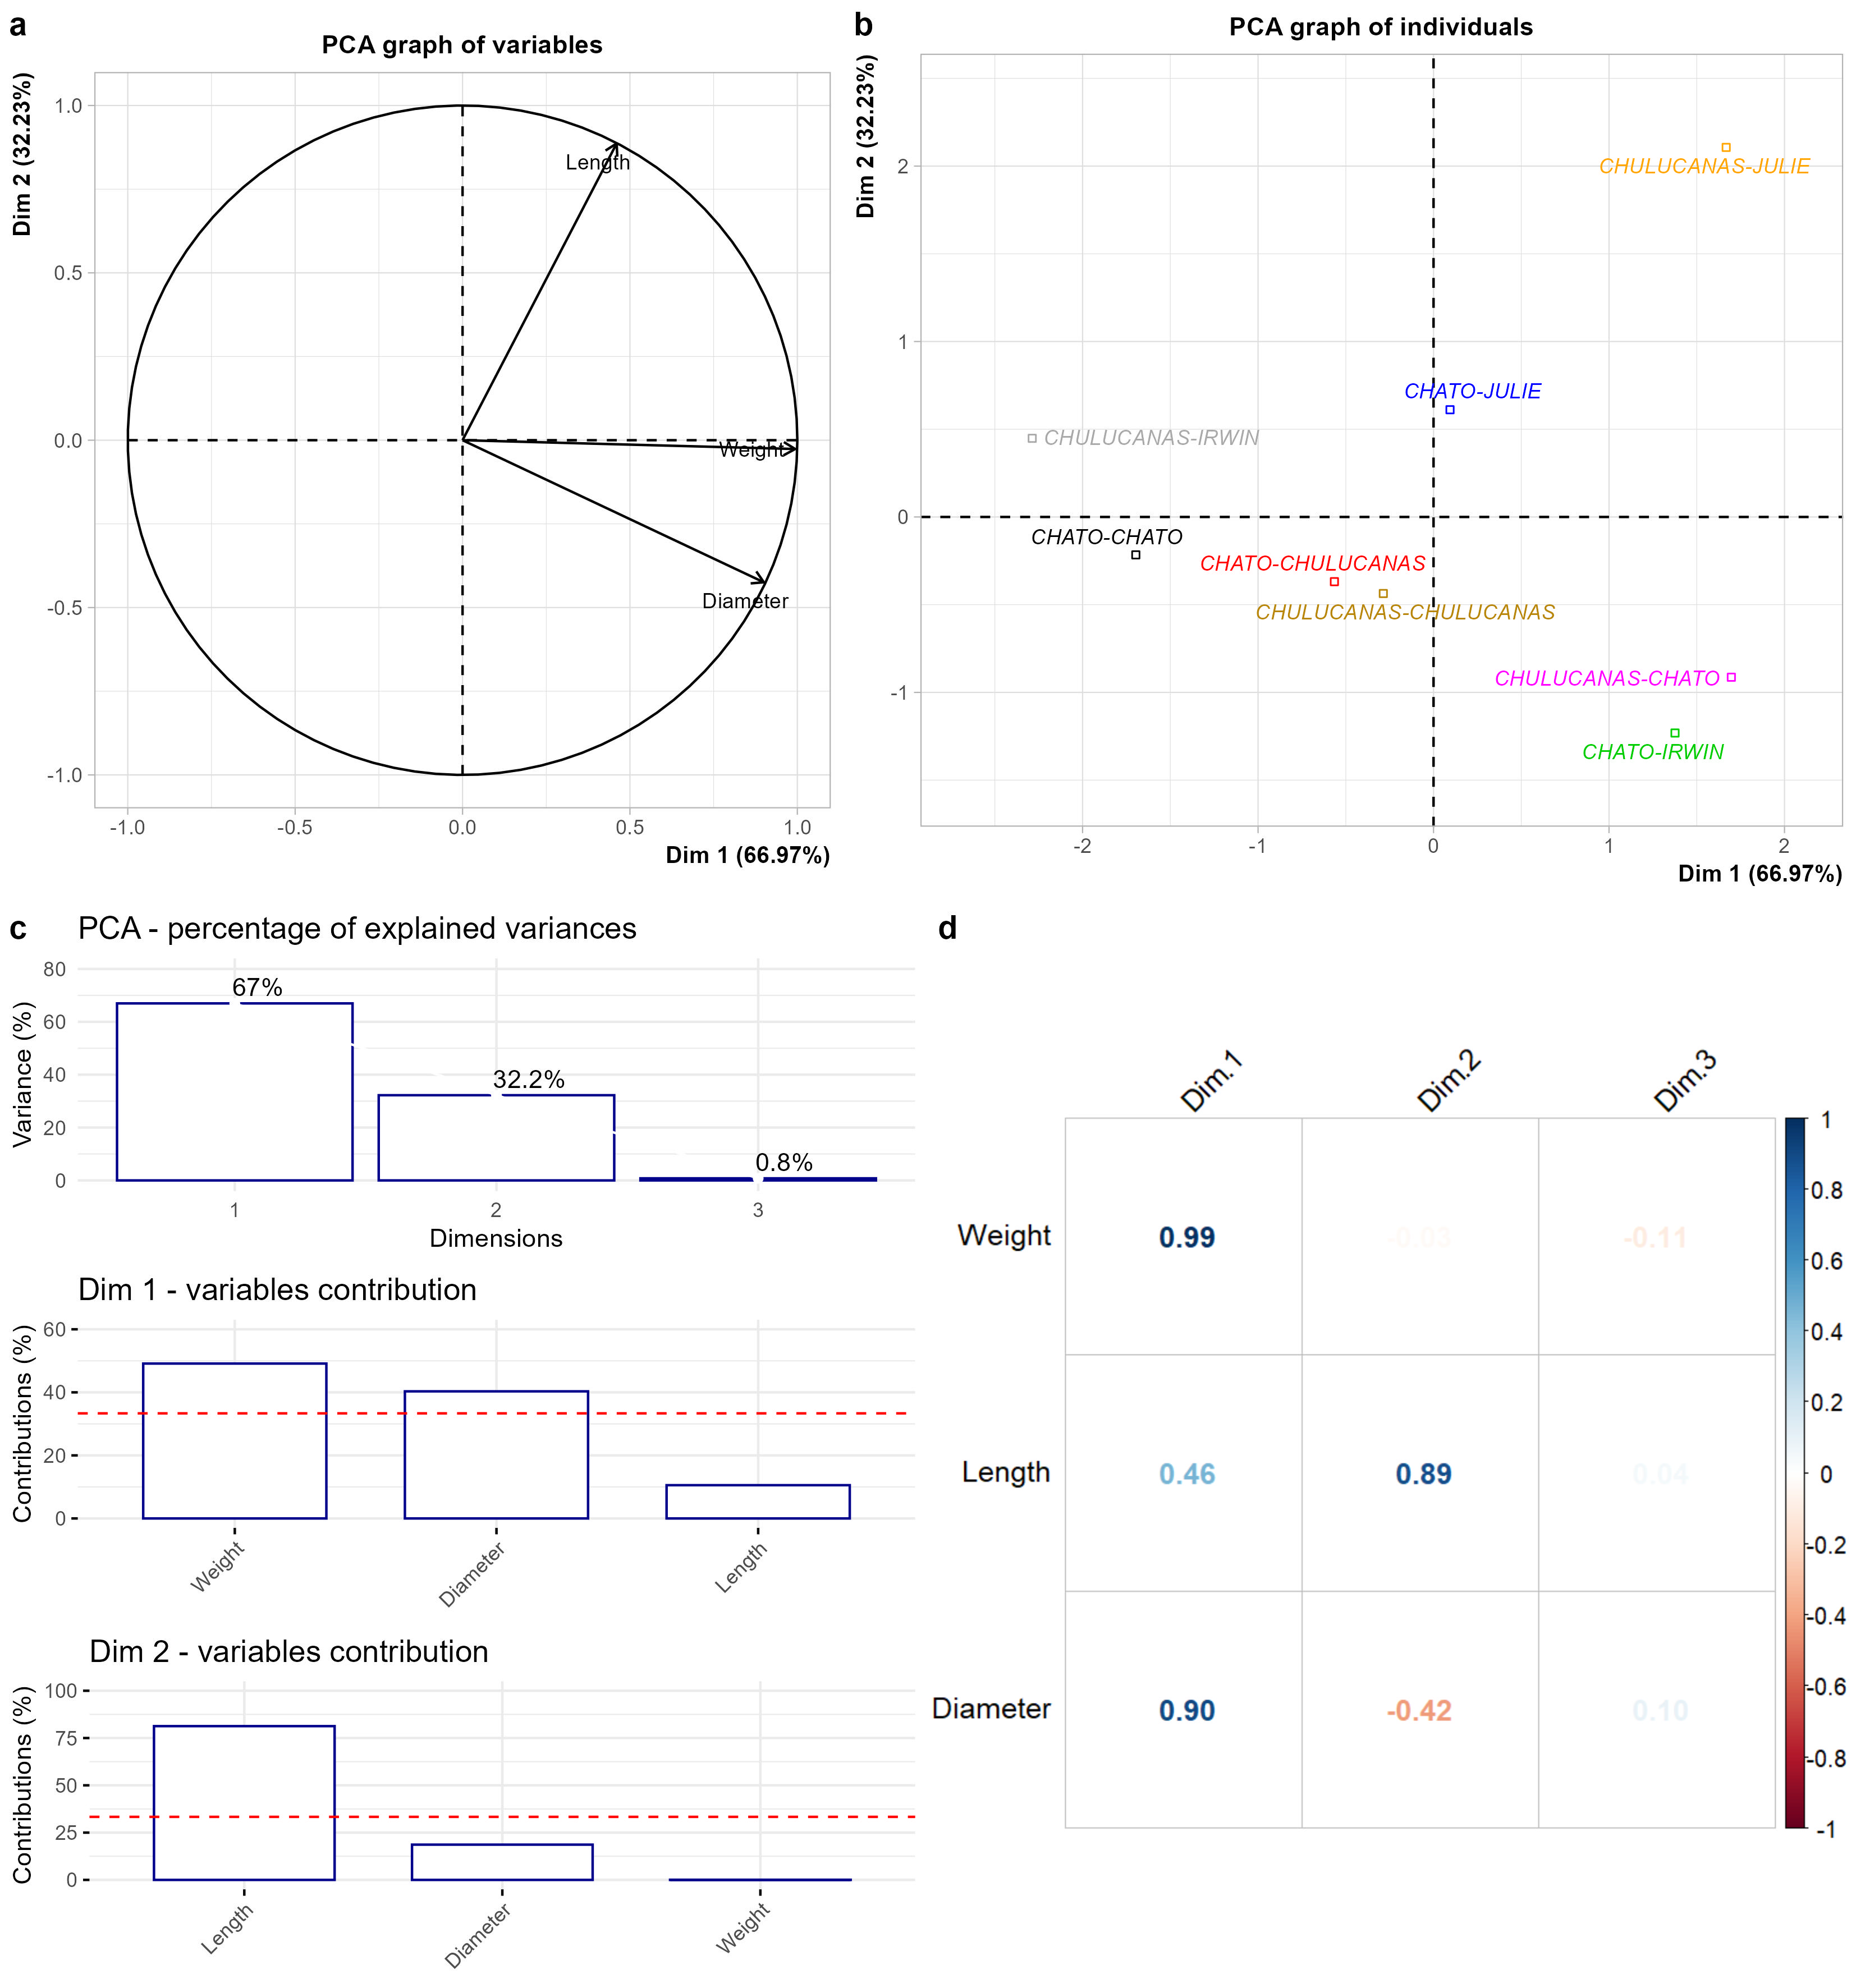 a
PCA graph of variables
Dim 2 (32.23%)
1.0
0.5
0.0
-0.5
-1.0
Length
Weight
Diameter
-1.0 -0.5 0.0 0.5 1.0
Dim 1 (66.97%)
b
PCA graph of individuals
Dim 2 (32.23%)
2
1
0
-1
CHULUCANAS-JULIE
CHATO-JULIE
CHULUCANAS-IRWIN
CHATO-CHATO
CHATO-CHULUCANAS
CHULUCANAS-CHULUCANAS
CHULUCANAS-CHATO
CHATO-IRWIN
-2 -1 0 1 2
Dim 1 (66.97%)
c
PCA - percentage of explained variances
Variance (%)
80
60
40
20
0
67%
32.2%
0.8%
1 2 3
Dimensions
Dim 1 - variables contribution
Contributions (%)
60
40
20
0
Weight
Diameter
Length
Dim 2 - variables contribution
Contributions (%)
100
75
50
25
0
Length
Diameter
Weight
d
Dim.1 Dim.2 Dim.3
Weight 0.99 -0.03 -0.11
Length 0.46 0.89 0.04
Diameter 0.90 -0.42 0.10
1
0.8
0.6
0.4
0.2
0
-0.2
-0.4
-0.6
-0.8
-1